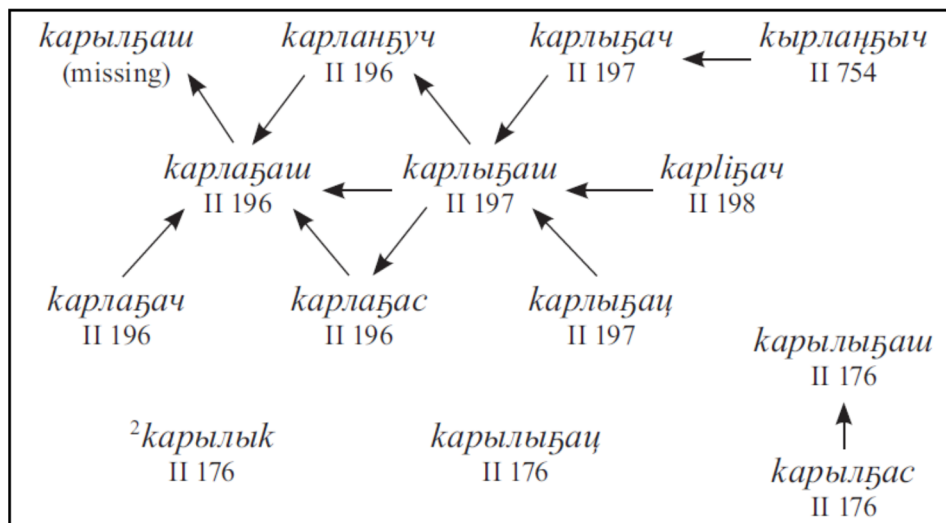 карылҕаш карланҕуч карлыҕач кырлаңҕыч
(missing) II 196 II 197 II 754
карлаҕаш карлыҕаш карliҕач
II 196 II 197 II 198
карлаҕач карлаҕас карлыҕац
II 196 II 196 II 197
карылыҕаш
II 176
²карылык карылыҕац
II 176 II 176
карылҕас
II 176